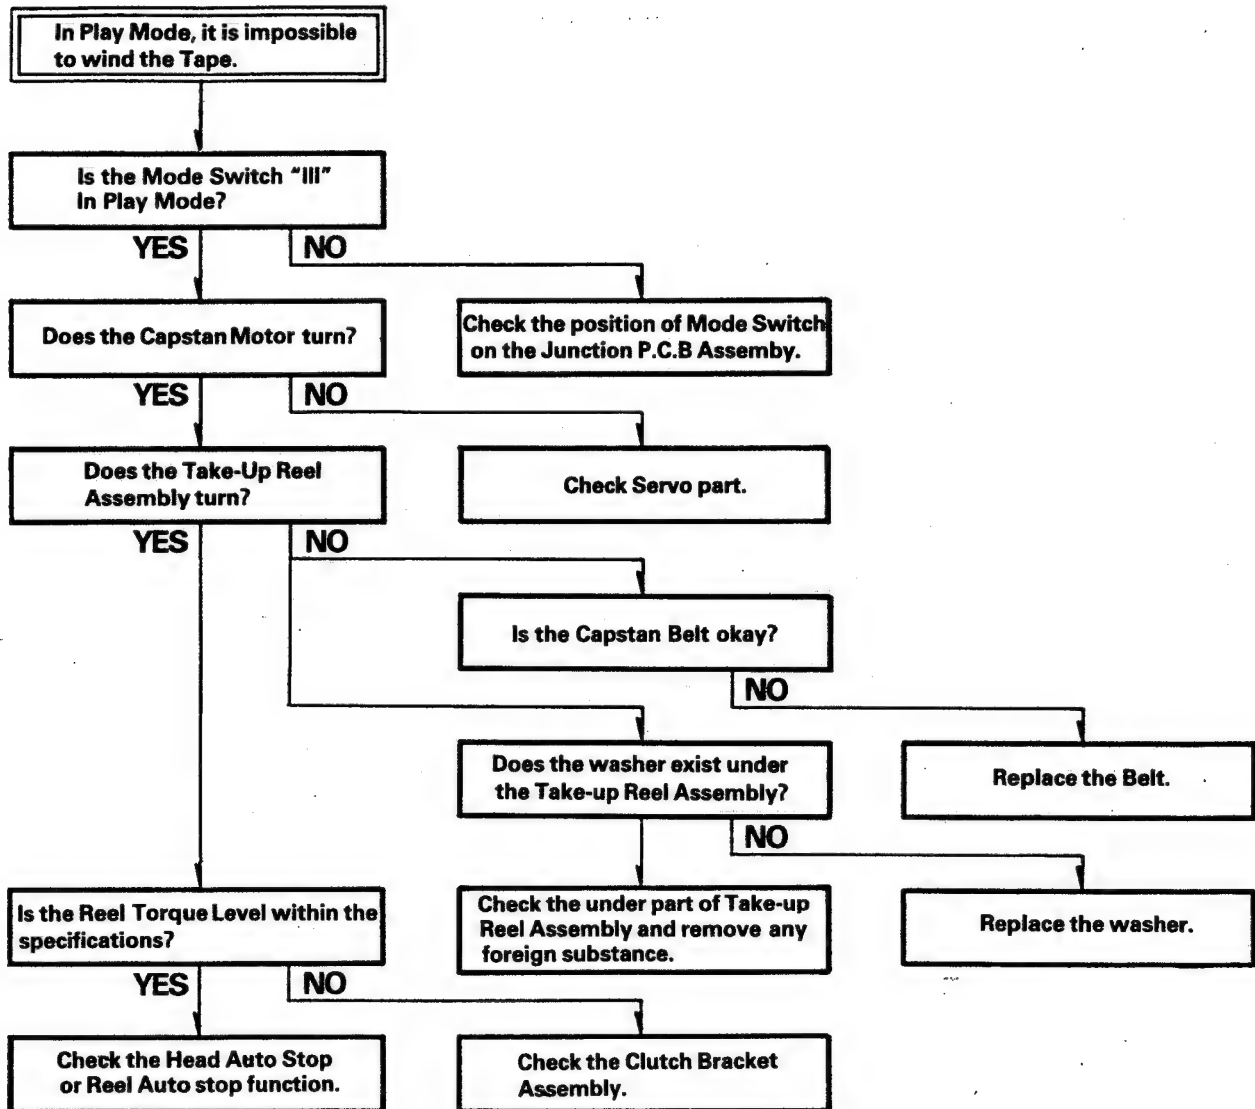 In Play Mode, it is impossible
to wind the Tape.
Is the Mode Switch "III"
In Play Mode?
YES
NO
Does the Capstan Motor turn?
Check the position of Mode Switch
on the Junction P.C.B Assemby.
YES
NO
Does the Take-Up Reel
Assembly turn?
Check Servo part.
YES
NO
Is the Capstan Belt okay?
NO
Does the washer exist under
the Take-up Reel Assembly?
Replace the Belt.
NO
Is the Reel Torque Level within the
specifications?
Check the under part of Take-up
Reel Assembly and remove any
foreign substance.
Replace the washer.
YES
NO
Check the Head Auto Stop
or Reel Auto stop function.
Check the Clutch Bracket
Assembly.